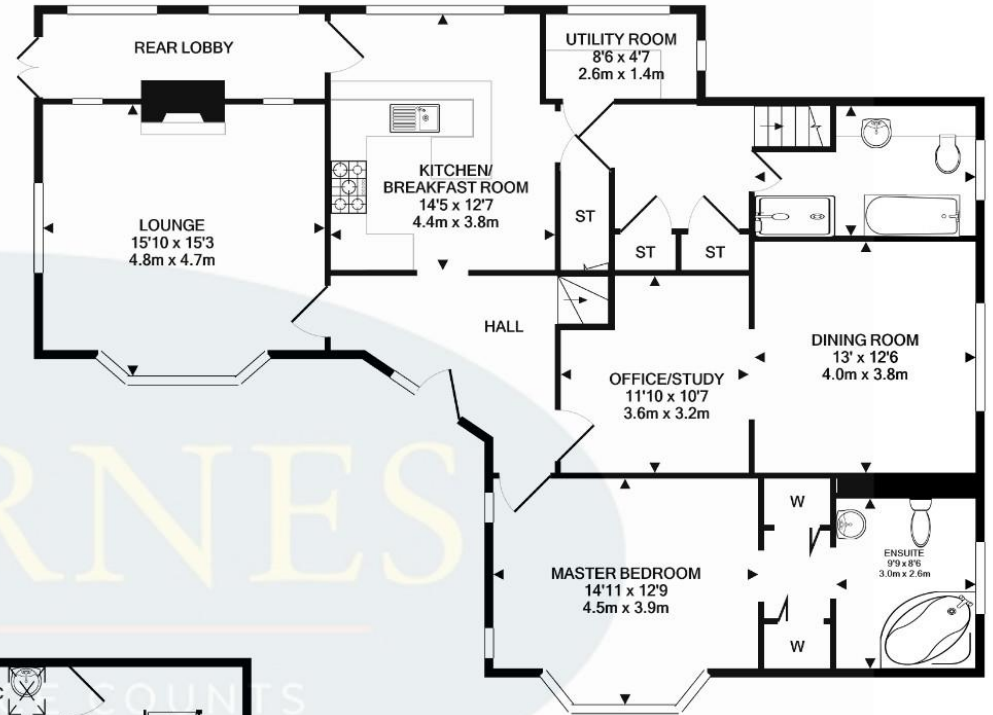 REAR LOBBY
UTILITY ROOM
8'6 x 4'7
2.6m x 1.4m
KITCHEN/
BREAKFAST ROOM
14'5 x 12'7
4.4m x 3.8m
LOUNGE
15'10 x 15'3
4.8m x 4.7m
ST
ST
ST
HALL
DINING ROOM
13' x 12'6
4.0m x 3.8m
OFFICE/STUDY
11'10 x 10'7
3.6m x 3.2m
MASTER BEDROOM
14'11 x 12'9
4.5m x 3.9m
W
ENSUITE
9'9 x 8'6
3.0m x 2.6m
W
RNES
COUNTS